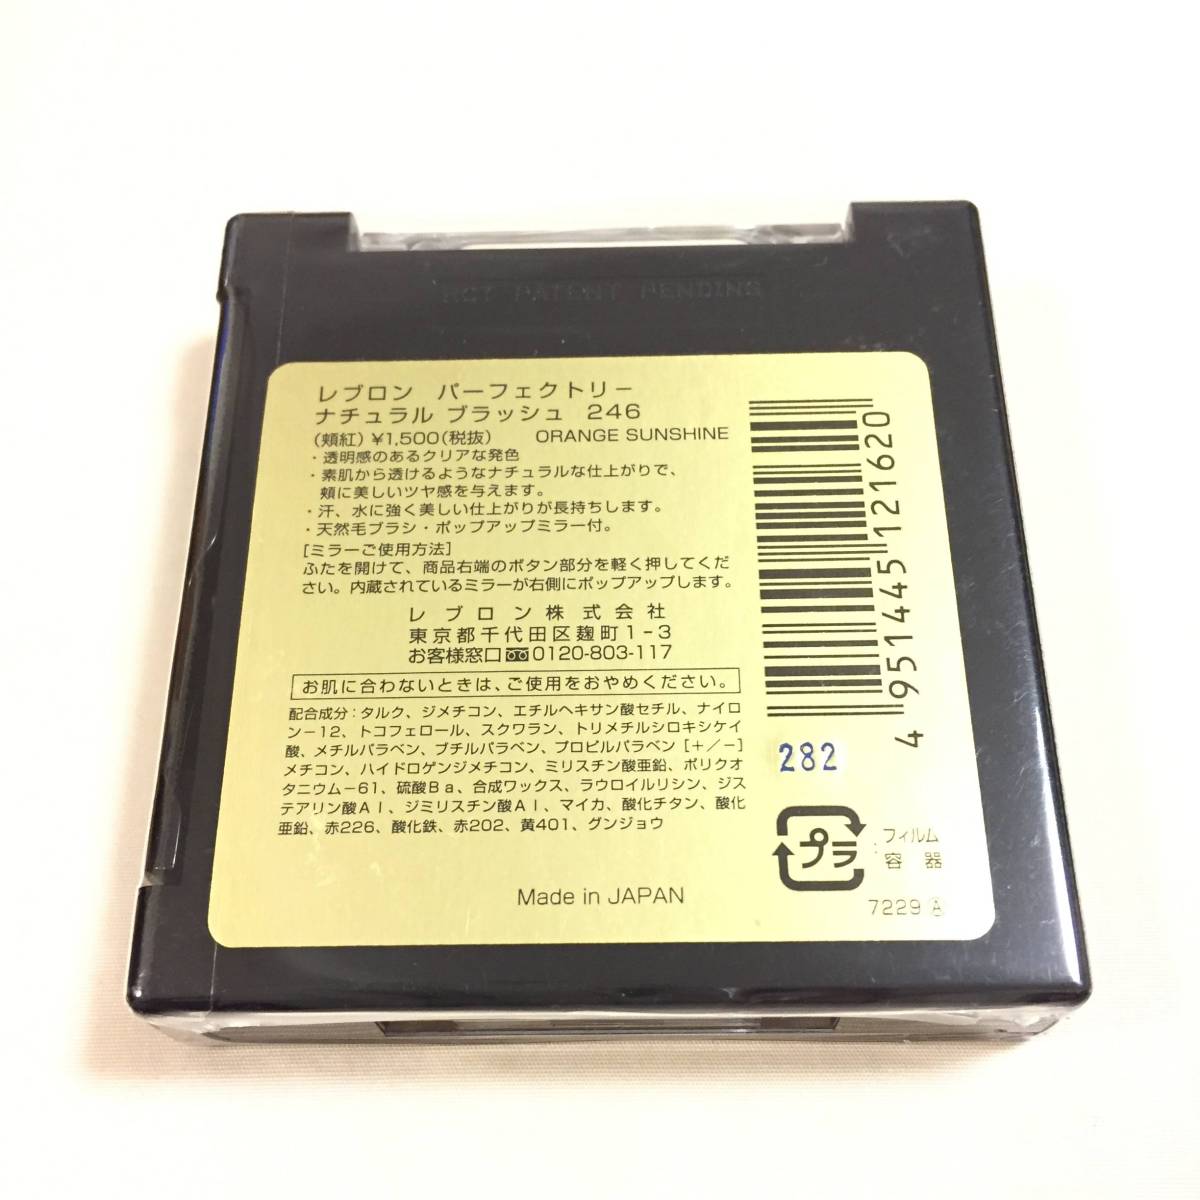 PATENT PENDING
レブロン パーフェクトリー
ナチュラル ブラッシュ 246
(頬紅) ¥1,500(税抜) ORANGE SUNSHINE
・透明感のあるクリアな発色
・素肌から透けるようなナチュラルな仕上がりで、
頬に美しいツヤ感を与えます。
・汗、水に強く美しい仕上がりが長持ちします。
・天然毛ブラシ・ポップアップミラー付。
[ミラーご使用方法]
ふたを開けて、商品右端のボタン部分を軽く押してくだ
さい。内蔵されているミラーが右側にポップアップします。
レブロン株式会社
東京都千代田区麹町1-3
お客様窓口 0120-803-117
お肌に合わないときは、ご使用をおやめください。
配合成分：タルク、ジメチコン、エチルヘキサン酸セチル、ナイロ
ン-12、トコフェロール、スクワラン、トリメチルシロキシケイ
酸、メチルパラベン、ブチルパラベン、プロピルパラベン [+/-]
メチコン、ハイドロゲンジメチコン、ミリスチン酸亜鉛、ポリクオ
タニウム-61、硫酸Ba、合成ワックス、ラウロイルリシン、ジス
テアリン酸Al、ジミリスチン酸Al、マイカ、酸化チタン、酸化
亜鉛、赤226、酸化鉄、赤202、黄401、グンジョウ
Made in JAPAN
4 951445 121620
282
プラ
フィルム
容器
7229 Ⓐ